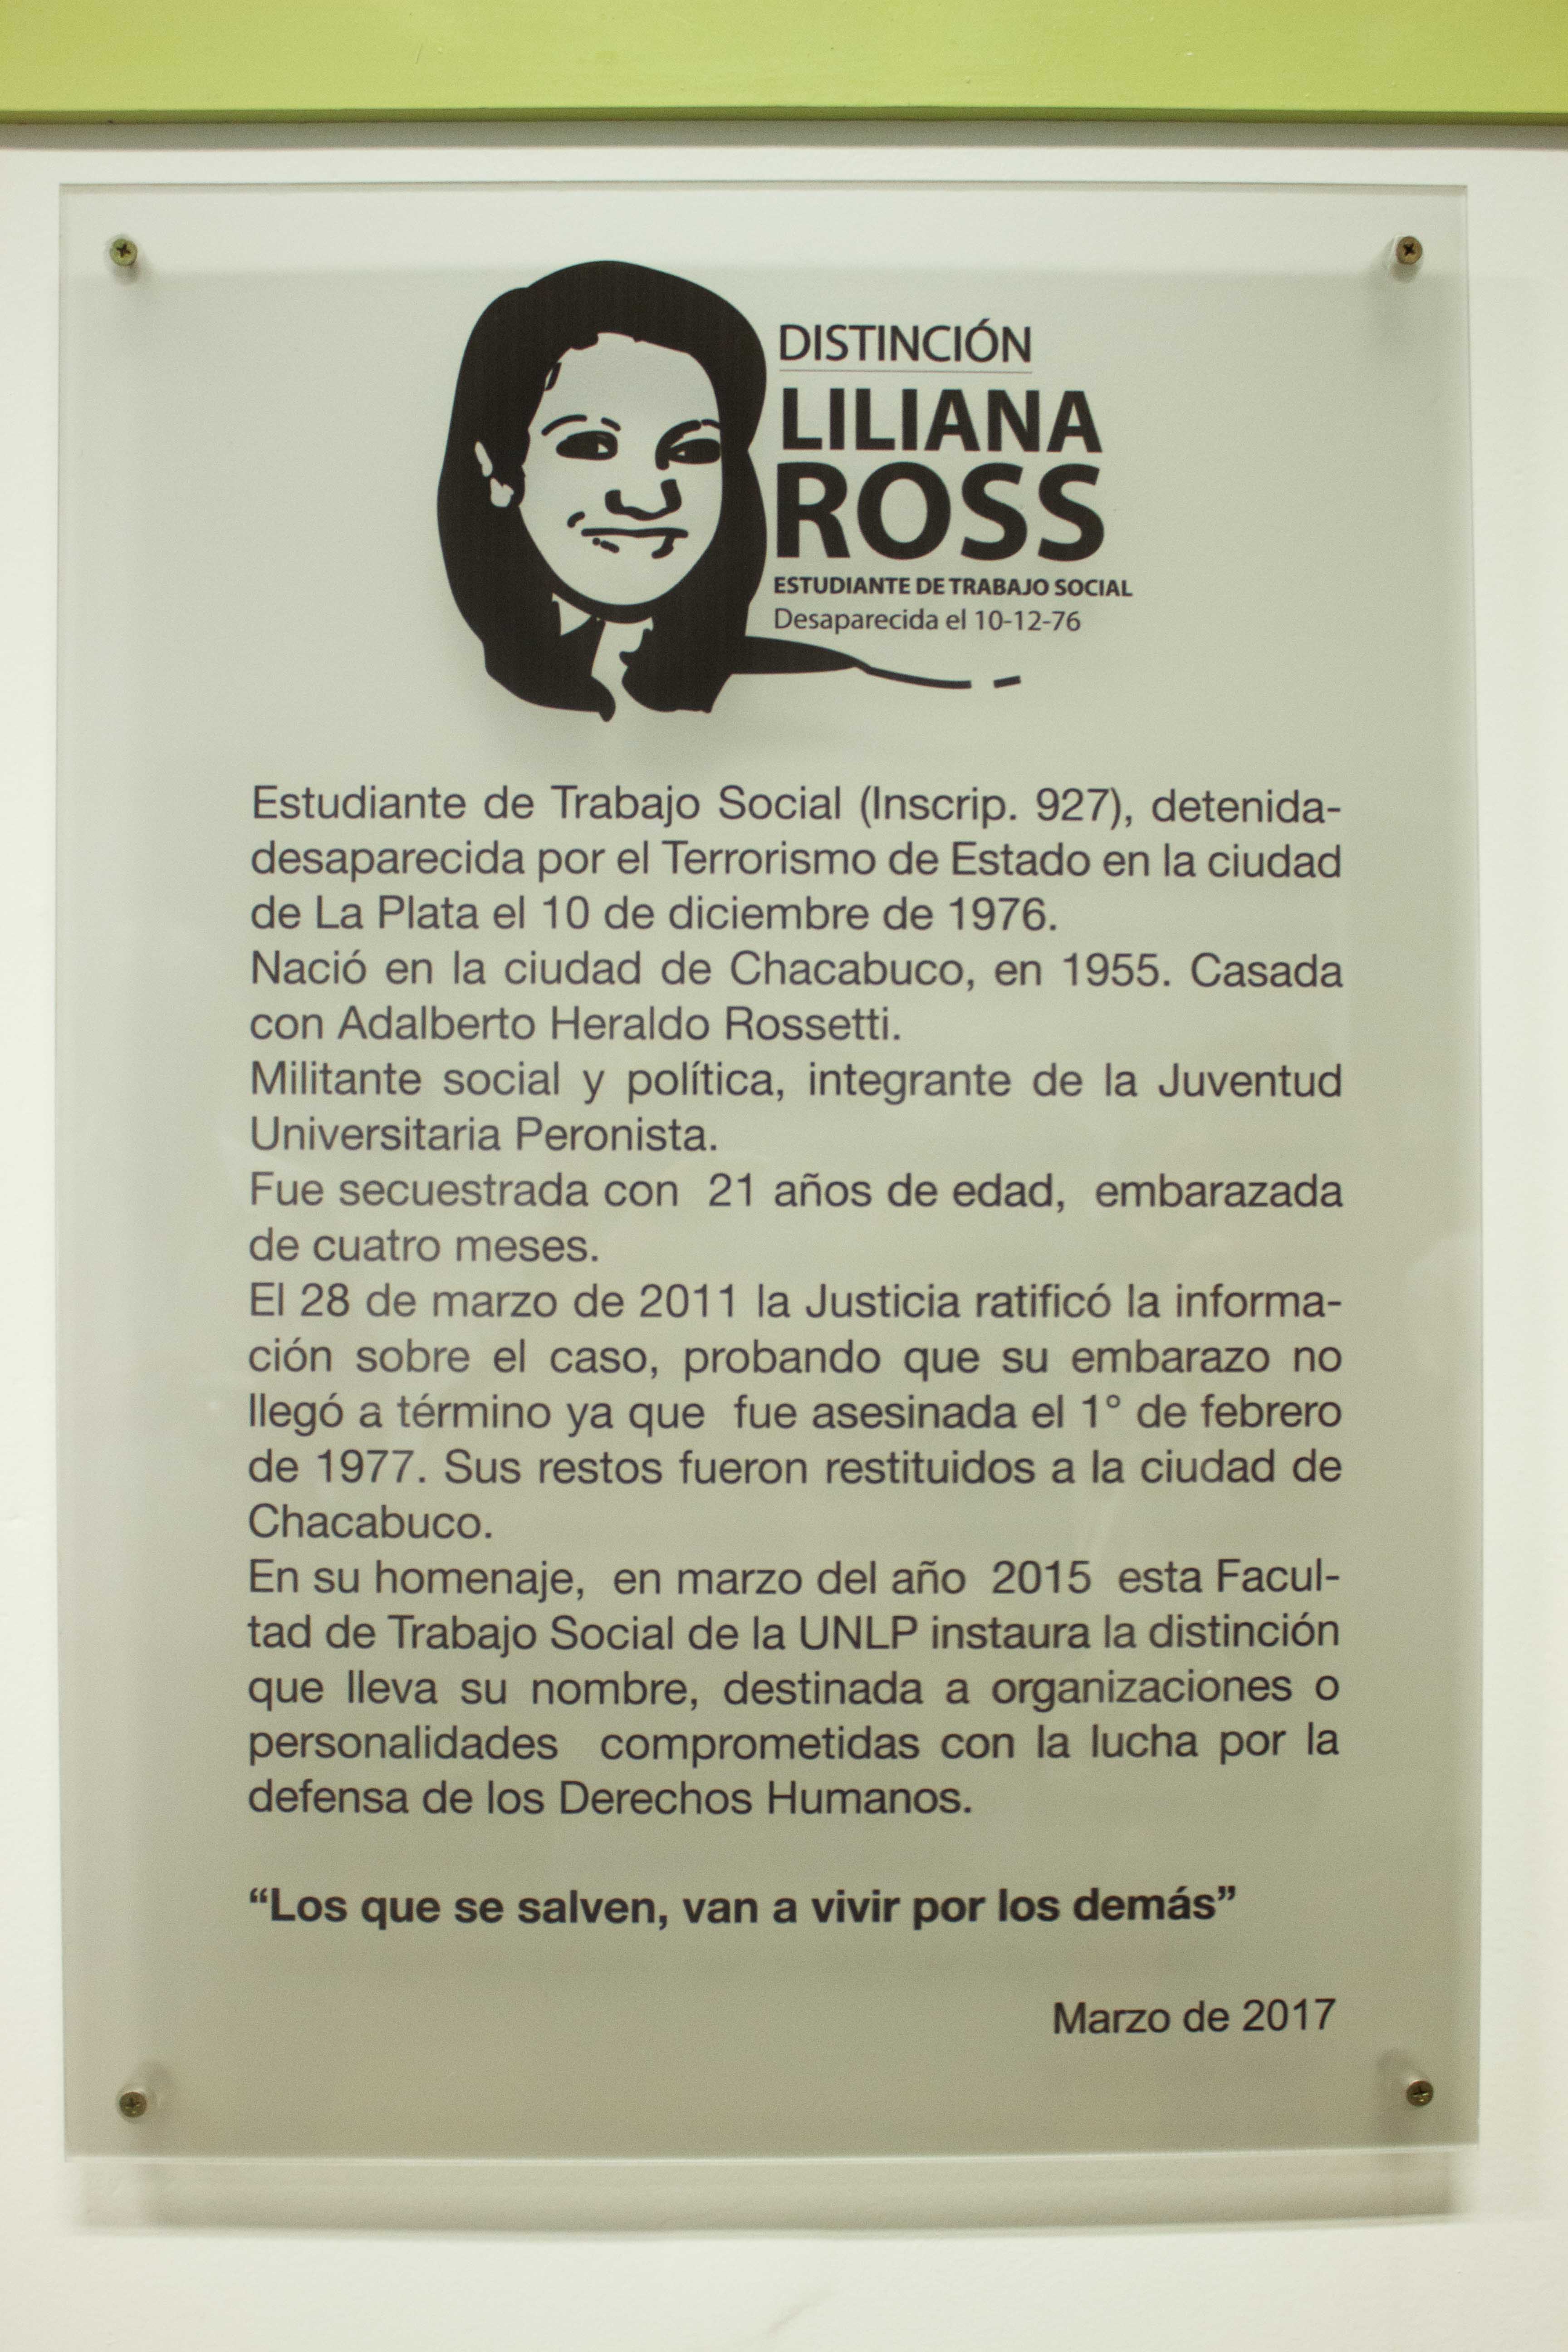 DISTINCIÓN
LILIANA
ROSS
ESTUDIANTE DE TRABAJO SOCIAL
Desaparecida el 10-12-76
Estudiante de Trabajo Social (Inscrip. 927), detenida-
desaparecida por el Terrorismo de Estado en la ciudad
de La Plata el 10 de diciembre de 1976.
Nació en la ciudad de Chacabuco, en 1955. Casada
con Adalberto Heraldo Rossetti.
Militante social y política, integrante de la Juventud
Universitaria Peronista.
Fue secuestrada con 21 años de edad, embarazada
de cuatro meses.
El 28 de marzo de 2011 la Justicia ratificó la informa-
ción sobre el caso, probando que su embarazo no
llegó a término ya que fue asesinada el 1° de febrero
de 1977. Sus restos fueron restituidos a la ciudad de
Chacabuco.
En su homenaje, en marzo del año 2015 esta Facul-
tad de Trabajo Social de la UNLP instaura la distinción
que lleva su nombre, destinada a organizaciones o
personalidades comprometidas con la lucha por la
defensa de los Derechos Humanos.
“Los que se salven, van a vivir por los demás”
Marzo de 2017